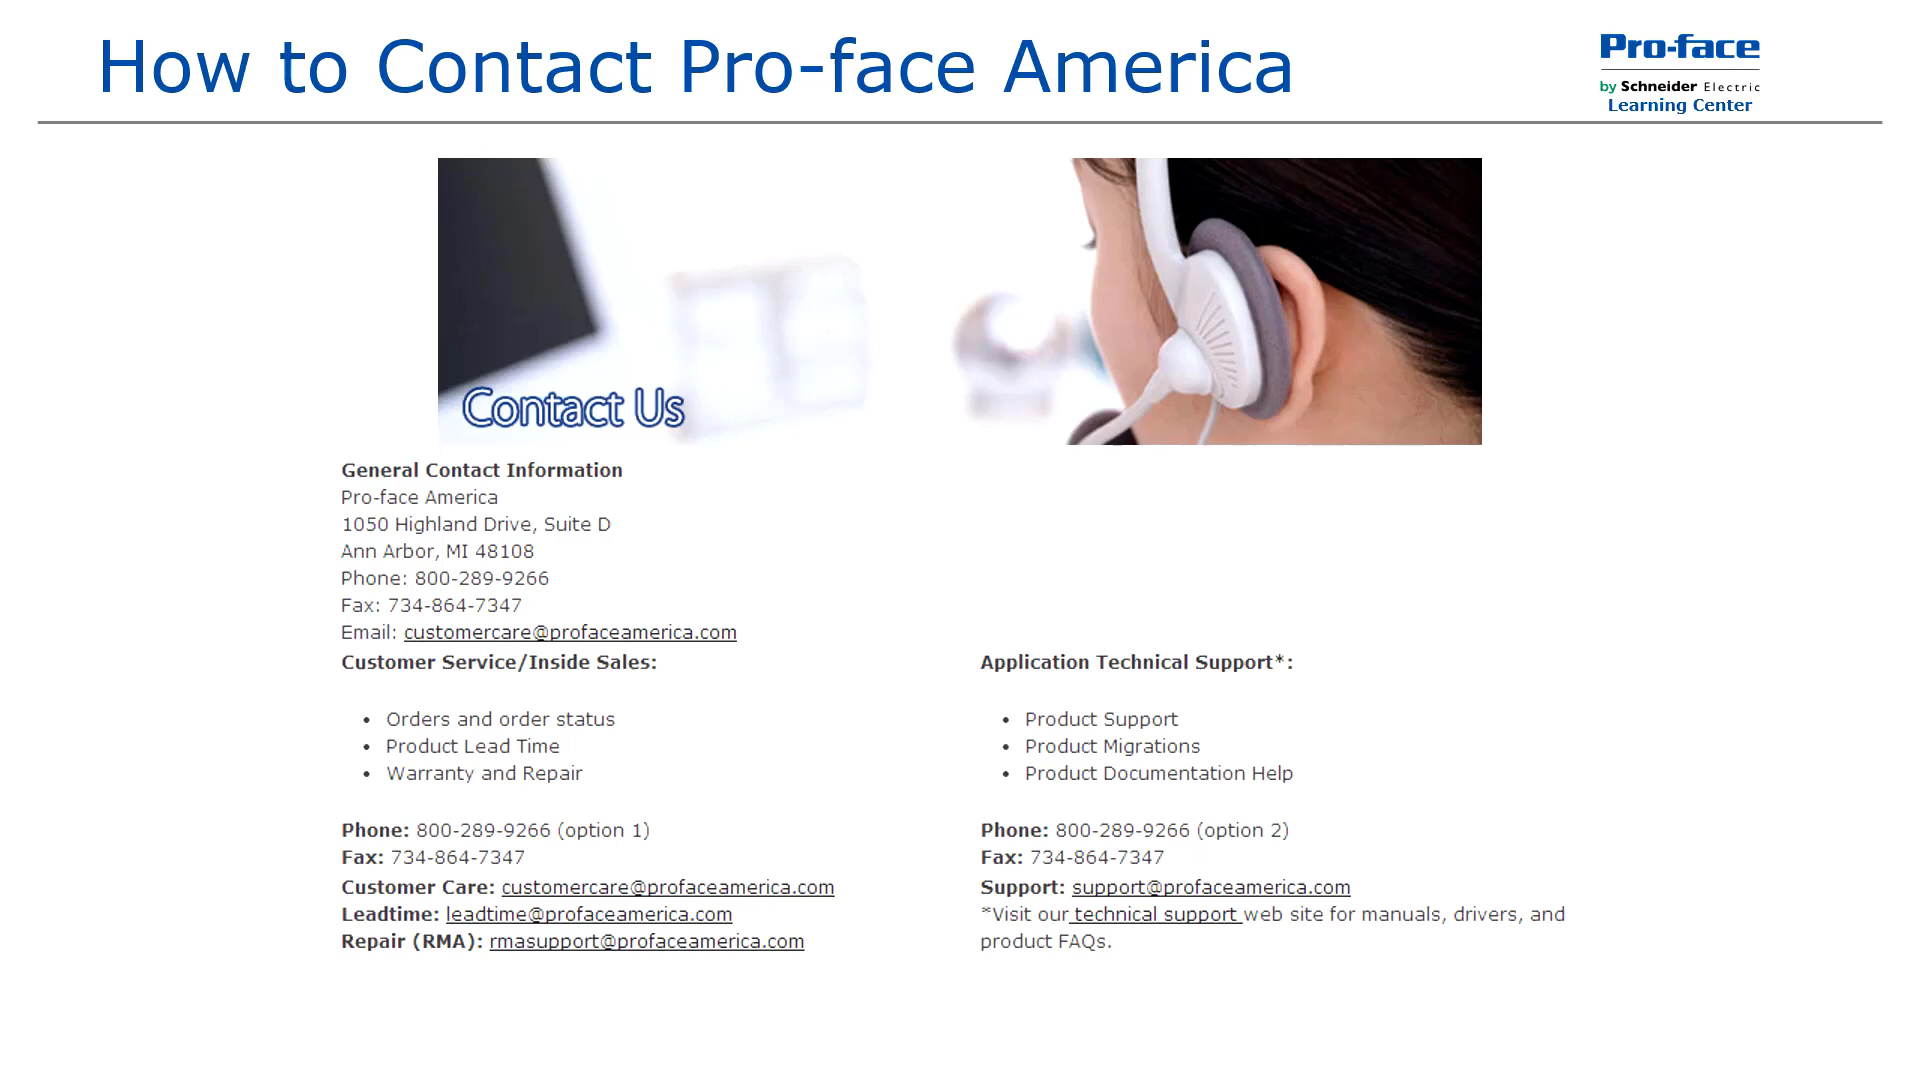 How to Contact Pro-face America
Pro-face
by Schneider Electric
Learning Center
Contact Us
General Contact Information
Pro-face America
1050 Highland Drive, Suite D
Ann Arbor, MI 48108
Phone: 800-289-9266
Fax: 734-864-7347
Email: customercare@profaceamerica.com
Customer Service/Inside Sales:
• Orders and order status
• Product Lead Time
• Warranty and Repair
Phone: 800-289-9266 (option 1)
Fax: 734-864-7347
Customer Care: customercare@profaceamerica.com
Leadtime: leadtime@profaceamerica.com
Repair (RMA): rmasupport@profaceamerica.com
Application Technical Support*:
• Product Support
• Product Migrations
• Product Documentation Help
Phone: 800-289-9266 (option 2)
Fax: 734-864-7347
Support: support@profaceamerica.com
*Visit our technical support web site for manuals, drivers, and
product FAQs.